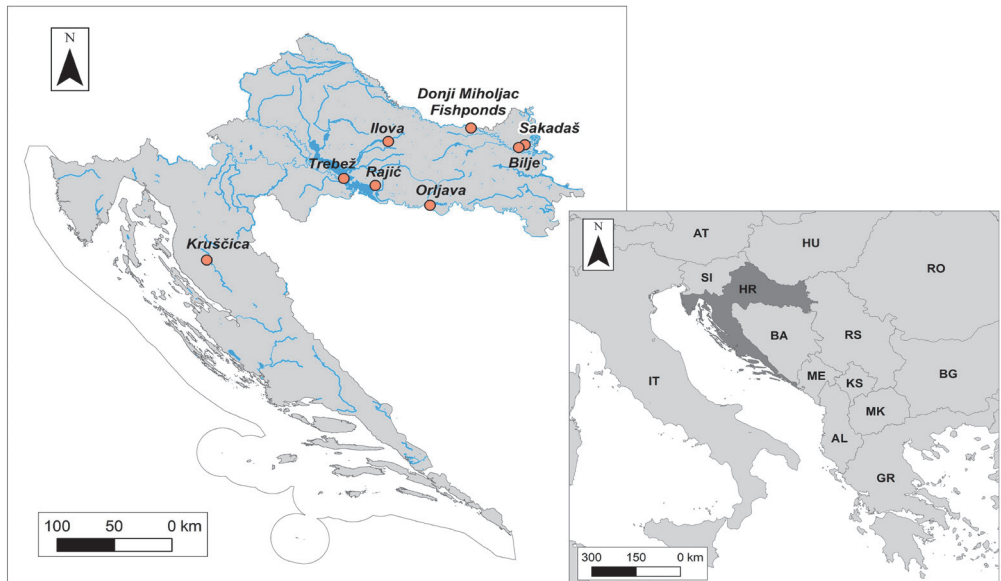 N
Donji Miholjac
Fishponds
Sakadaš
Ilova
Bilje
Trebež
Rajić
Orljava
Kruščica
100 50 0 km
N
AT
HU
SI
RO
HR
BA
RS
IT
ME
KS
BG
MK
AL
GR
300 150 0 km